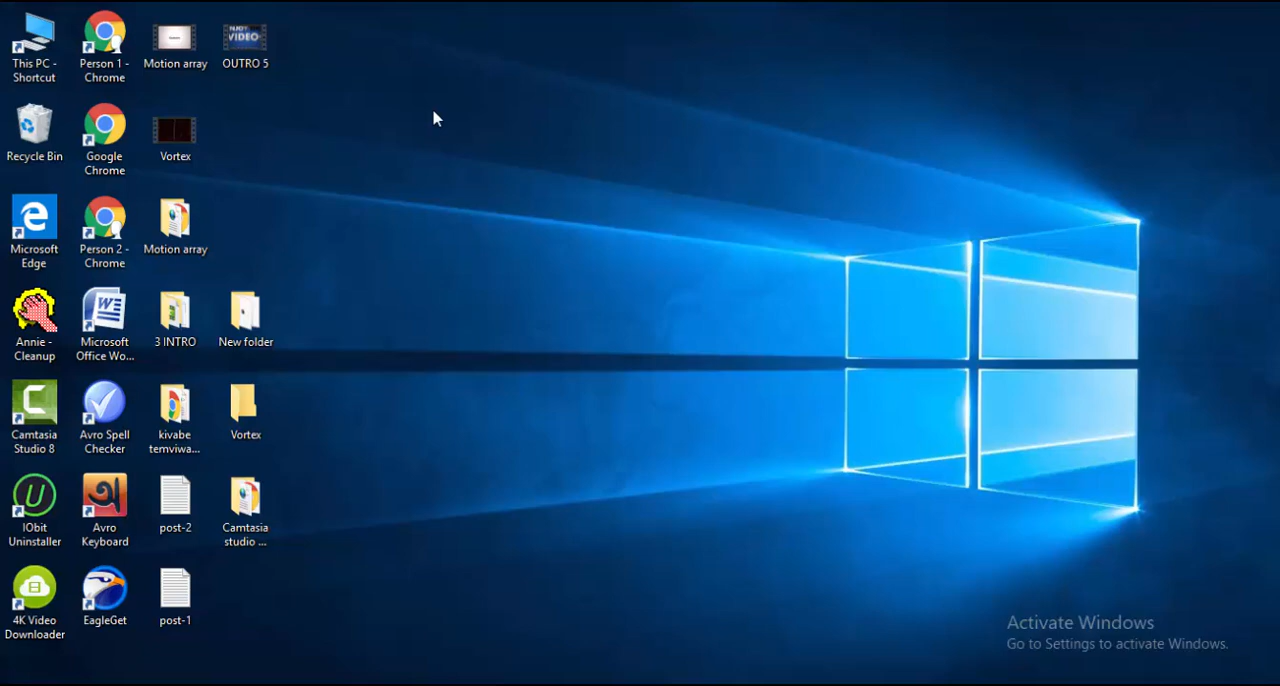 This PC -
Shortcut
Person 1 -
Chrome
Motion array
OUTRO 5
NJOY
VIDEO
Recycle Bin
Google
Chrome
Vortex
Microsoft
Edge
Person 2 -
Chrome
Motion array
Annie -
Cleanup
Microsoft
Office Wo...
3 INTRO
New folder
Camtasia
Studio 8
Avro Spell
Checker
kivabe
temviwa...
Vortex
IObit
Uninstaller
Avro
Keyboard
post-2
Camtasia
studio ...
4K Video
Downloader
EagleGet
post-1
Activate Windows
Go to Settings to activate Windows.